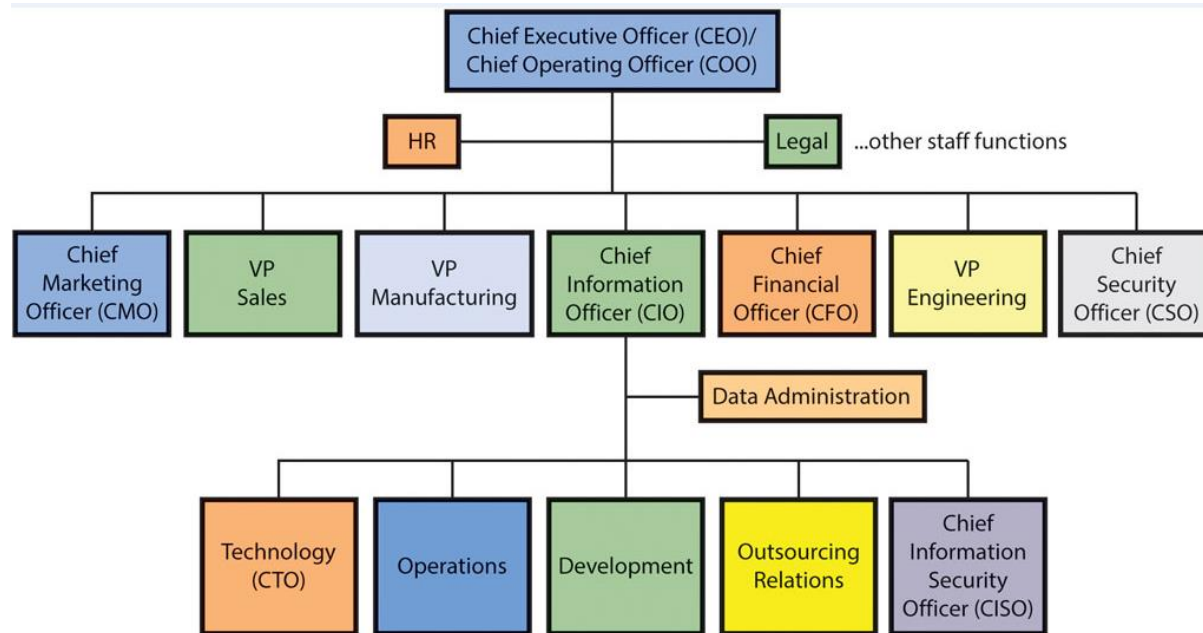 Chief Executive Officer (CEO)/
Chief Operating Officer (COO)
HR
Legal
...other staff functions
Chief
Marketing
Officer (CMO)
VP
Sales
VP
Manufacturing
Chief
Information
Officer (CIO)
Chief
Financial
Officer (CFO)
VP
Engineering
Chief
Security
Officer (CSO)
Data Administration
Technology
(CTO)
Operations
Development
Outsourcing
Relations
Chief
Information
Security
Officer (CISO)